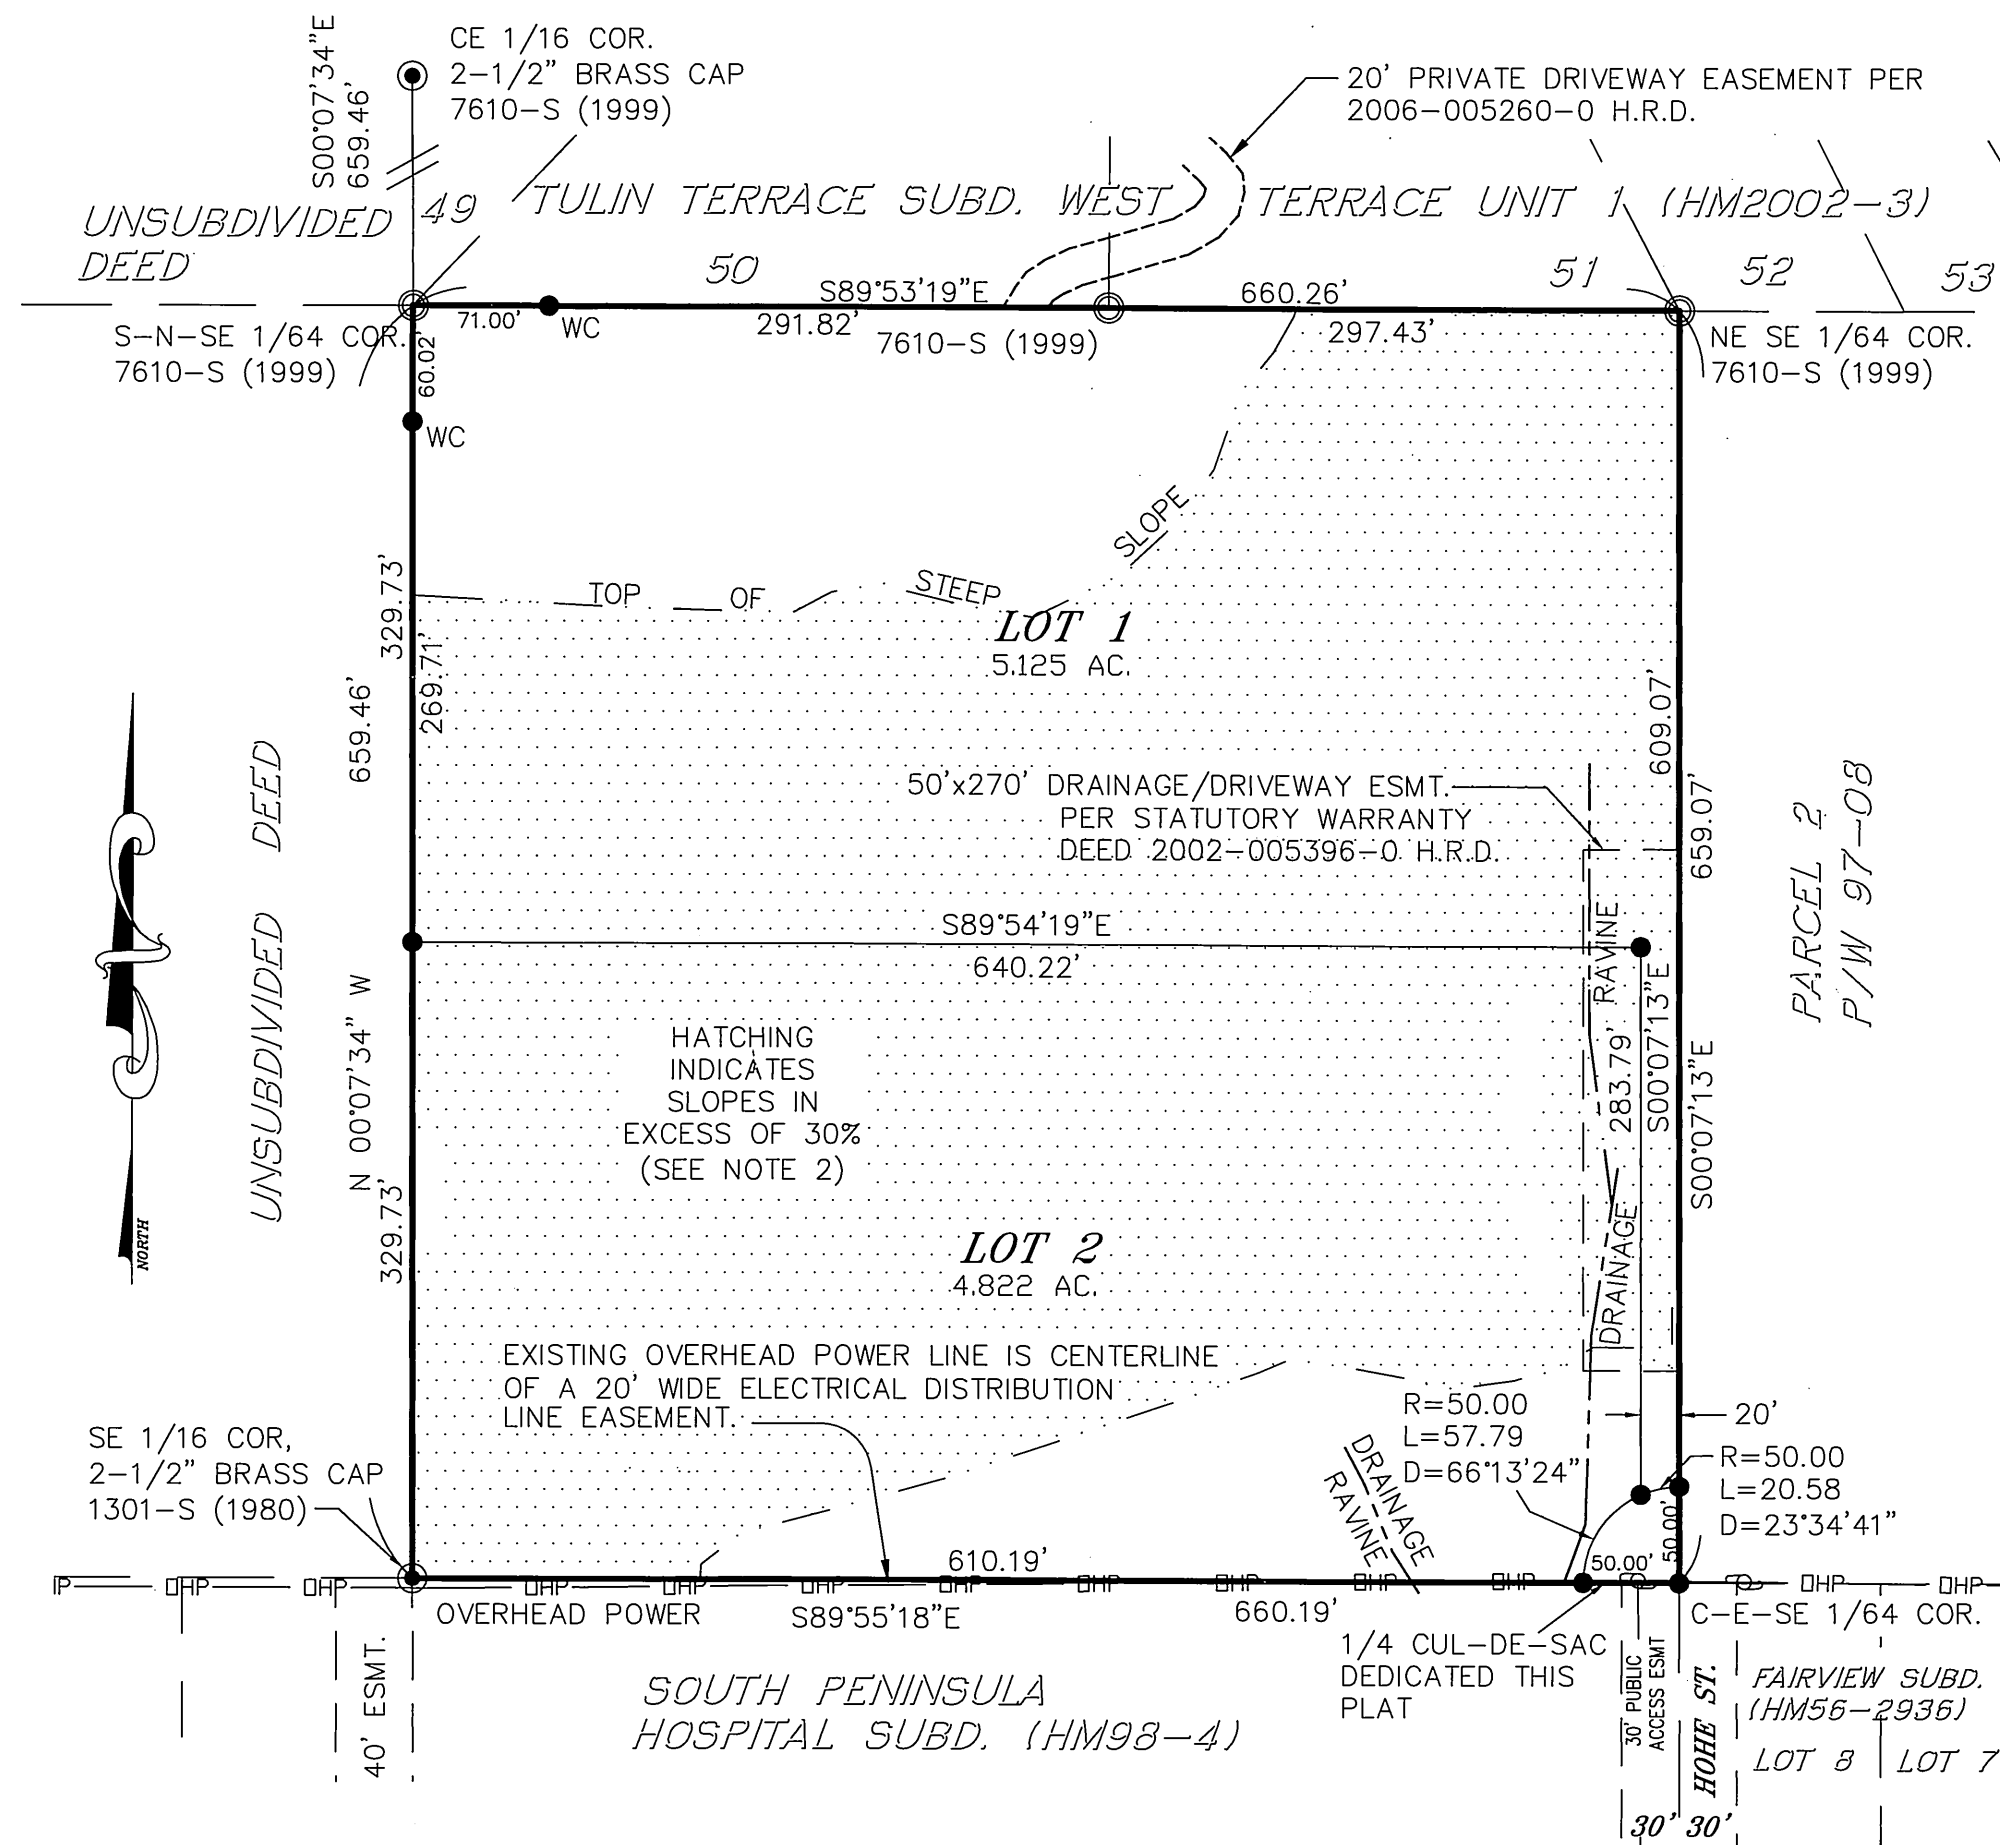 S00°07'34"E
659.46'
CE 1/16 COR.
2-1/2" BRASS CAP
7610-S (1999)
20' PRIVATE DRIVEWAY EASEMENT PER
2006-005260-0 H.R.D.
UNSUBDIVIDED
DEED
49
TULIN TERRACE SUBD. WEST TERRACE UNIT 1 (HM2002-3)
50
51
52
53
S89°53'19"E
660.26'
71.00'
WC
291.82'
7610-S (1999)
297.43'
S-N-SE 1/64 COR.
7610-S (1999)
NE SE 1/64 COR.
7610-S (1999)
60.02'
WC
TOP OF STEEP SLOPE
329.73'
269.71'
LOT 1
5.125 AC.
659.46'
609.07'
659.07'
50'x270' DRAINAGE/DRIVEWAY ESMT.
PER STATUTORY WARRANTY
DEED 2002-005396-0 H.R.D.
UNSUBDIVIDED DEED
PARCEL 2
P/W 97-08
NORTH
S89°54'19"E
640.22'
N 00°07'34" W
HATCHING
INDICATES
SLOPES IN
EXCESS OF 30%
(SEE NOTE 2)
DRAINAGE RAVINE
283.79'
S00°07'13"E
S00°07'13"E
329.73'
LOT 2
4.822 AC.
EXISTING OVERHEAD POWER LINE IS CENTERLINE
OF A 20' WIDE ELECTRICAL DISTRIBUTION
LINE EASEMENT.
R=50.00
L=57.79
D=66°13'24"
20'
R=50.00
L=20.58
D=23°34'41"
SE 1/16 COR,
2-1/2" BRASS CAP
1301-S (1980)
DRAINAGE
RAVINE
610.19'
50.00'
50.00'
HP OHP OHP OHP OHP OHP OHP OHP OHP OHP OHP OHP OHP
OVERHEAD POWER
S89°55'18"E
660.19'
C-E-SE 1/64 COR.
40' ESMT.
1/4 CUL-DE-SAC
DEDICATED THIS
PLAT
SOUTH PENINSULA
HOSPITAL SUBD. (HM98-4)
30' PUBLIC
ACCESS ESMT
HOHE ST.
FAIRVIEW SUBD.
(HM56-2936)
LOT 8
LOT 7
30' 30'